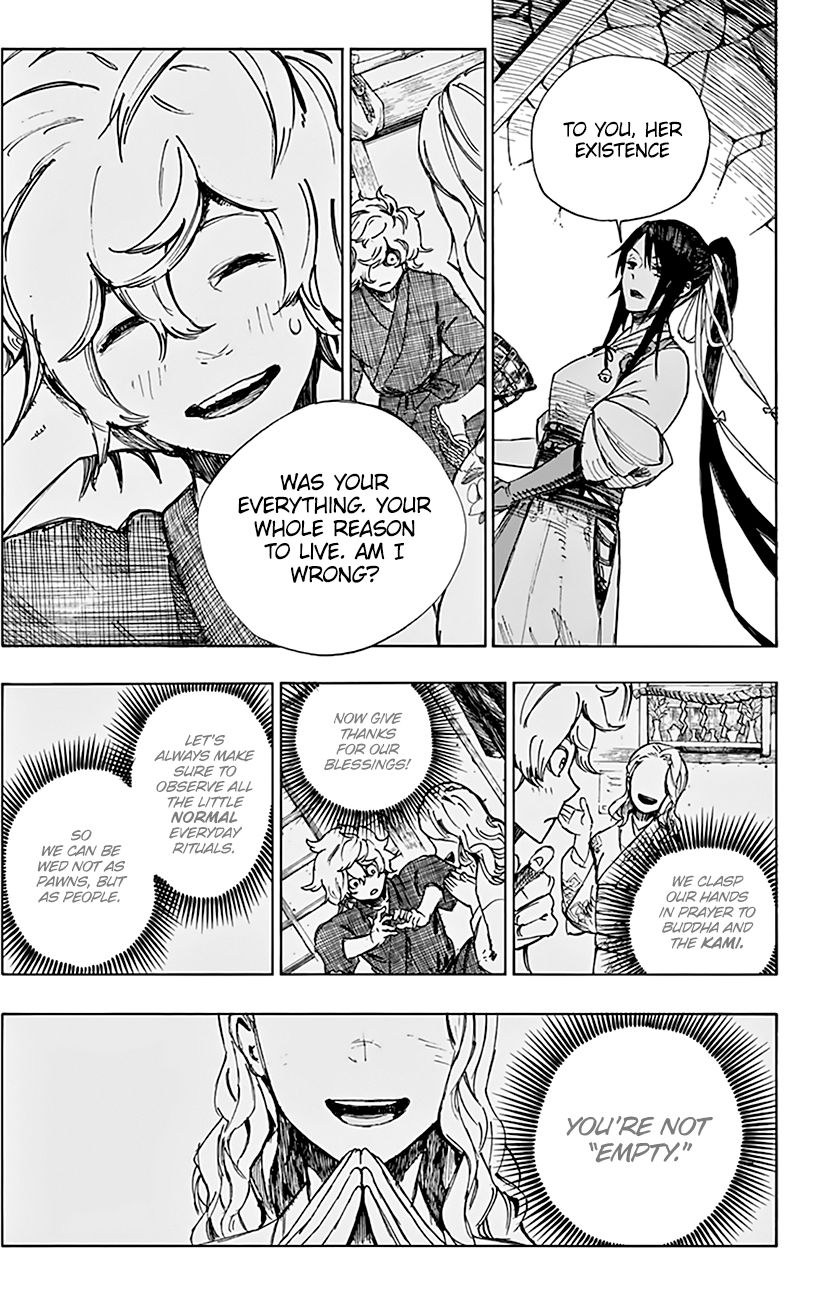 TO YOU, HER
EXISTENCE
WAS YOUR
EVERYTHING. YOUR
WHOLE REASON
TO LIVE. AM I
WRONG?
WE CLASP
OUR HANDS
IN PRAYER TO
BUDDHA AND
THE KAMI.
NOW GIVE
THANKS
FOR OUR
BLESSINGS!
LET'S
ALWAYS MAKE
SURE TO
OBSERVE ALL
THE LITTLE
NORMAL
EVERYDAY
RITUALS.
SO
WE CAN BE
WED NOT AS
PAWNS, BUT
AS PEOPLE.
YOU'RE NOT
"EMPTY."